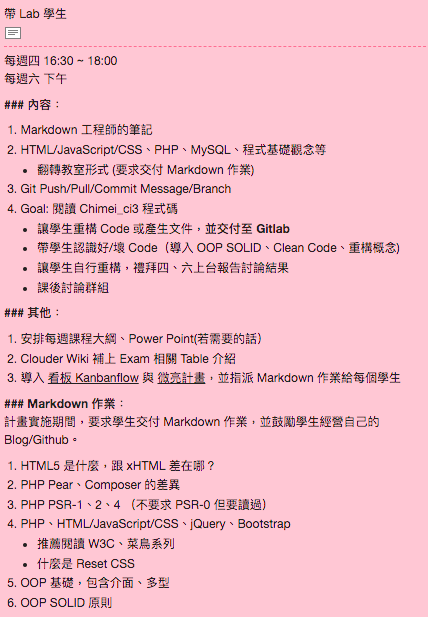 帶 Lab 學生
每週四 16:30 ~ 18:00
每週六 下午
### 內容：
1. Markdown 工程師的筆記
2. HTML/JavaScript/CSS、PHP、MySQL、程式基礎觀念等
• 翻轉教室形式 (要求交付 Markdown 作業)
3. Git Push/Pull/Commit Message/Branch
4. Goal: 閱讀 Chimei_ci3 程式碼
• 讓學生重構 Code 或產生文件，並交付至 Gitlab
• 帶學生認識好/壞 Code（導入 OOP SOLID、Clean Code、重構概念)
• 讓學生自行重構，禮拜四、六上台報告討論結果
• 課後討論群組
### 其他：
1. 安排每週課程大綱、Power Point(若需要的話）
2. Clouder Wiki 補上 Exam 相關 Table 介紹
3. 導入 看板 Kanbanflow 與 微亮計畫，並指派 Markdown 作業給每個學生
### Markdown 作業：
計畫實施期間，要求學生交付 Markdown 作業，並鼓勵學生經營自己的
Blog/Github。
1. HTML5 是什麼，跟 xHTML 差在哪？
2. PHP Pear、Composer 的差異
3. PHP PSR-1、2、4 （不要求 PSR-0 但要讀過）
4. PHP、HTML/JavaScript/CSS、jQuery、Bootstrap
• 推薦閱讀 W3C、菜鳥系列
• 什麼是 Reset CSS
5. OOP 基礎，包含介面、多型
6. OOP SOLID 原則